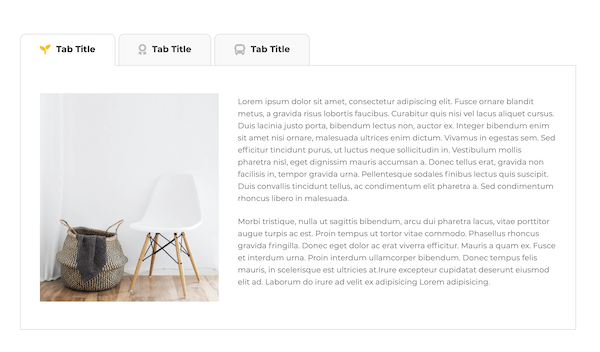 Tab Title
Tab Title
Tab Title
Lorem ipsum dolor sit amet, consectetur adipiscing elit. Fusce ornare blandit
metus, a gravida risus lobortis faucibus. Curabitur quis nisi vel lacus aliquet cursus.
Duis lacinia justo porta, bibendum lectus non, auctor ex. Integer bibendum enim
sit amet nisi ornare, malesuada ultrices enim dictum. Vivamus in egestas sem. Sed
efficitur tincidunt purus, ut luctus neque sollicitudin in. Vestibulum mollis
pharetra nisl, eget dignissim mauris accumsan a. Donec tellus erat, gravida non
facilisis in, tempor gravida urna. Pellentesque sodales finibus lectus quis suscipit.
Duis convallis tincidunt tellus, ac condimentum elit pharetra a. Sed condimentum
rhoncus libero in malesuada.
Morbi tristique, nulla ut sagittis bibendum, arcu dui pharetra lacus, vitae porttitor
augue turpis ac est. Proin tempus ut tortor vitae commodo. Phasellus rhoncus
gravida fringilla. Donec eget dolor ac erat viverra efficitur. Mauris a quam ex. Fusce
et interdum urna. Proin interdum ullamcorper bibendum. Donec tempus felis
mauris, in scelerisque est ultricies at.Irure excepteur cupidatat deserunt eiusmod
elit ad. Laborum do irure ad velit ex adipisicing Lorem adipisicing.